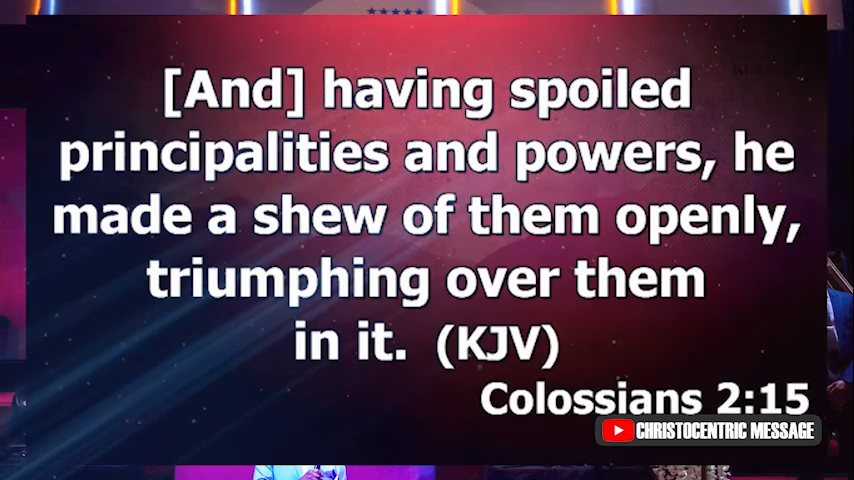 [And] having spoiled
principalities and powers, he
made a shew of them openly,
triumphing over them
in it. (KJV)
Colossians 2:15
CHRISTOCENTRIC MESSAGE